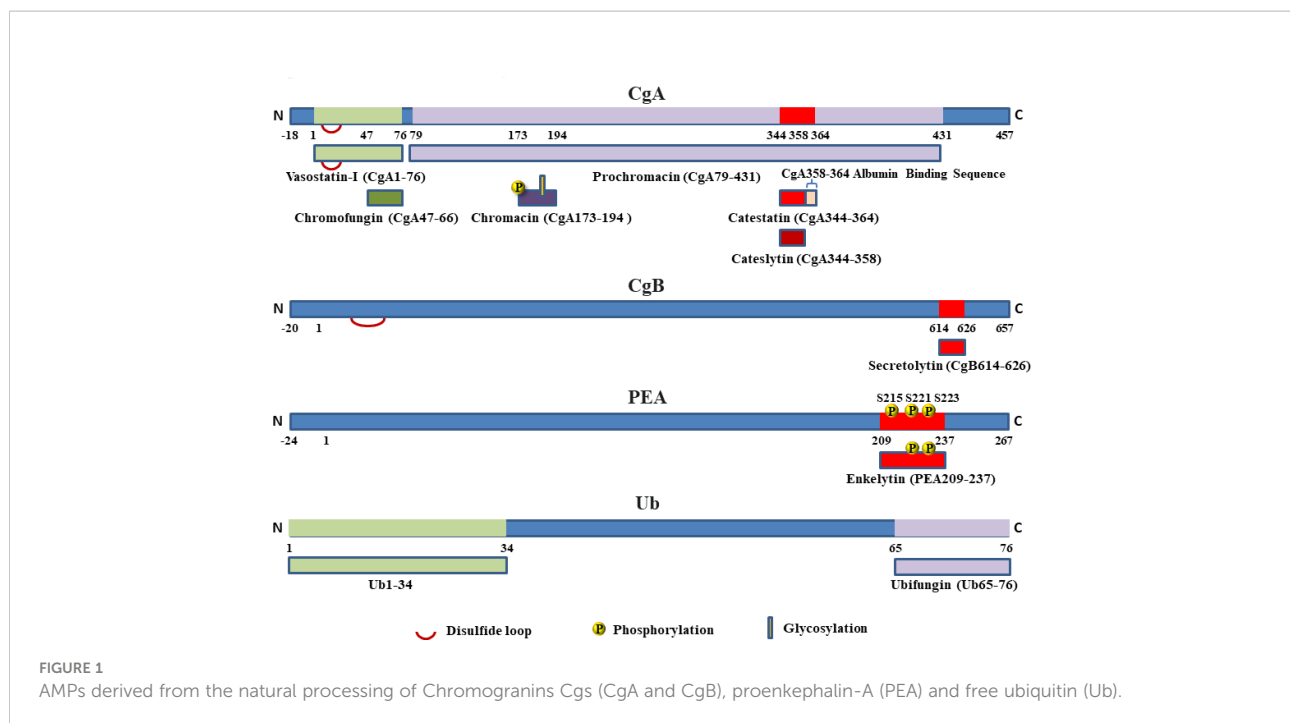 CgA
N C
-18 1 47 76 79 173 194 344 358 364 431 457
P
Vasostatin-I (CgA1-76) Prochromacin (CgA79-431) CgA358-364 Albumin Binding Sequence
Chromofungin (CgA47-66) Chromacin (CgA173-194 ) Catestatin (CgA344-364)
Cateslytin (CgA344-358)
CgB
N C
-20 1 614 626 657
Secretolytin (CgB614-626)
PEA
S215 S221 S223
N P P P C
-24 1 209 237 267
P P
Enkelytin (PEA209-237)
Ub
N C
1 34 65 76
Ub1-34 Ubifungin (Ub65-76)
Disulfide loop P Phosphorylation Glycosylation
FIGURE 1
AMPs derived from the natural processing of Chromogranins Cgs (CgA and CgB), proenkephalin-A (PEA) and free ubiquitin (Ub).